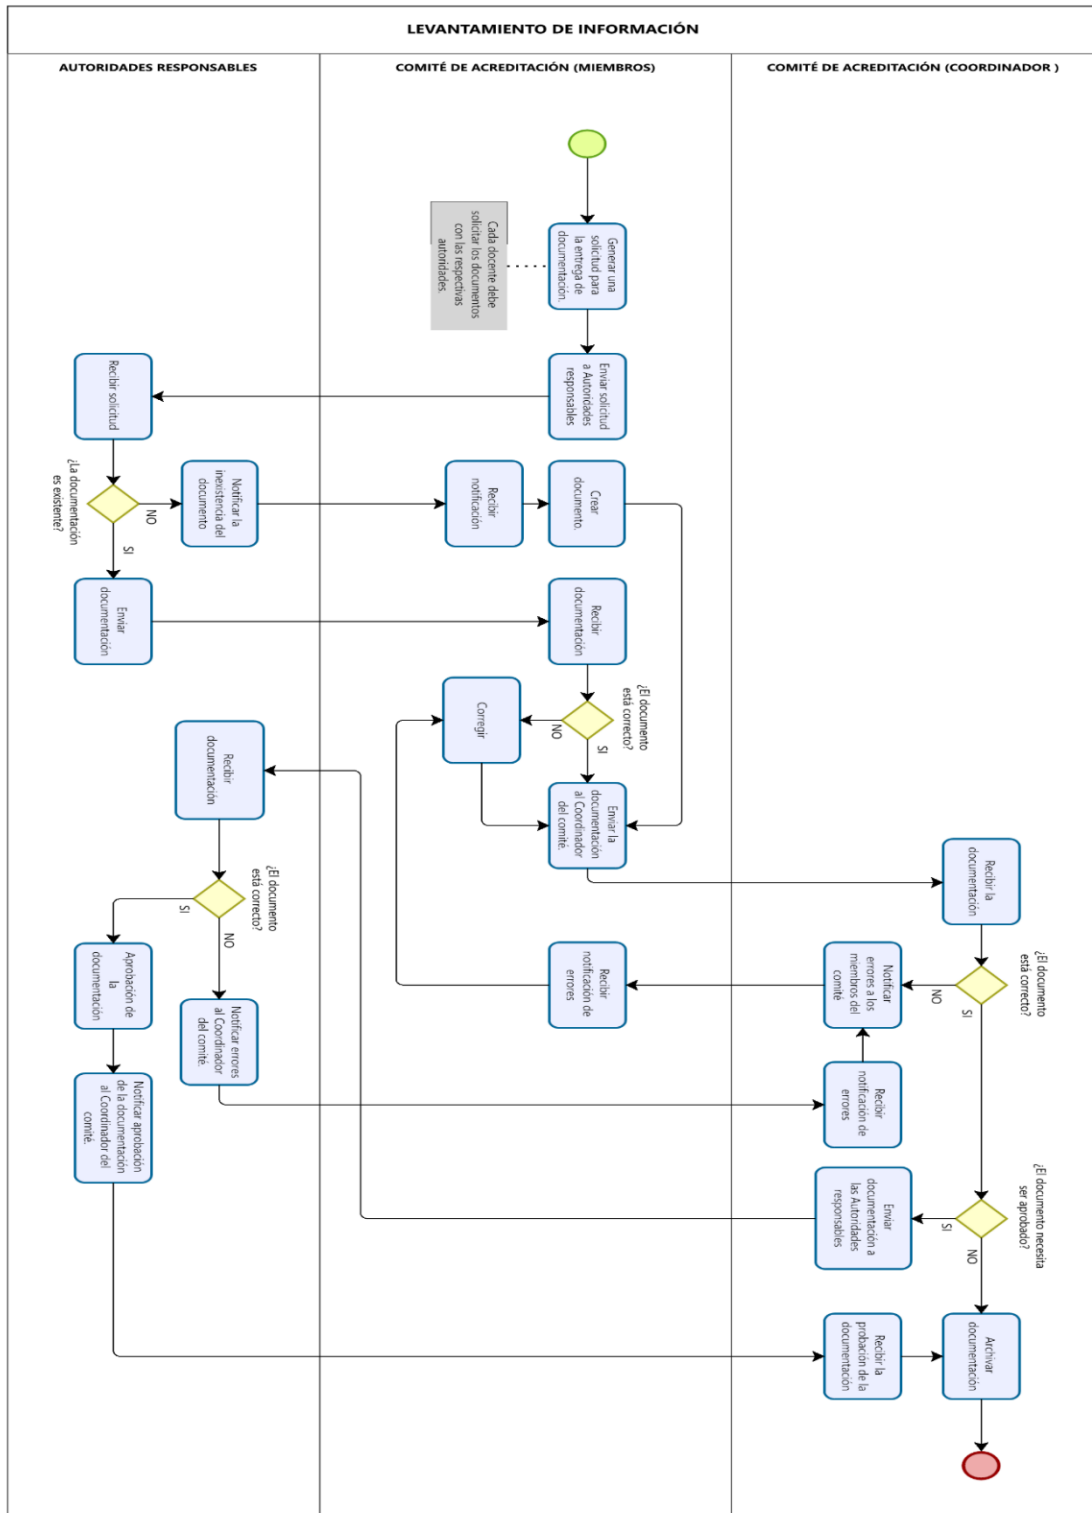 LEVANTAMIENTO DE INFORMACIÓN
AUTORIDADES RESPONSABLES
COMITÉ DE ACREDITACIÓN (MIEMBROS)
COMITÉ DE ACREDITACIÓN (COORDINADOR )
Generar una
solicitud para
la entrega de
documentación.
Cada docente debe
solicitar los documentos
con las respectivas
autoridades.
Enviar solicitud
a Autoridades
responsables
Recibir solicitud
¿La documentación
es existente?
NO
SI
Notificar la
inexistencia del
documento
Recibir
notificación
Crear
documento.
Enviar
documentación
Recibir
documentación
¿El documento
está correcto?
NO
SI
Corregir
Enviar la
documentación
al Coordinador
del comité.
Recibir la
documentación
¿El documento
está correcto?
NO
SI
Notificar
errores a los
miembros del
comité
Recibir
notificación de
errores
Recibir
notificación de
errores
¿El documento necesita
ser aprobado?
SI
NO
Enviar
documentación a
las Autoridades
responsables
Recibir
documentación
¿El documento
está correcto?
SI
NO
Notificar errores
al Coordinador
del comité.
Aprobación de
la
documentación
Notificar aprobación
de la documentación
al Coordinador del
comité.
Recibir la
probación de la
documentación
Archivar
documentación